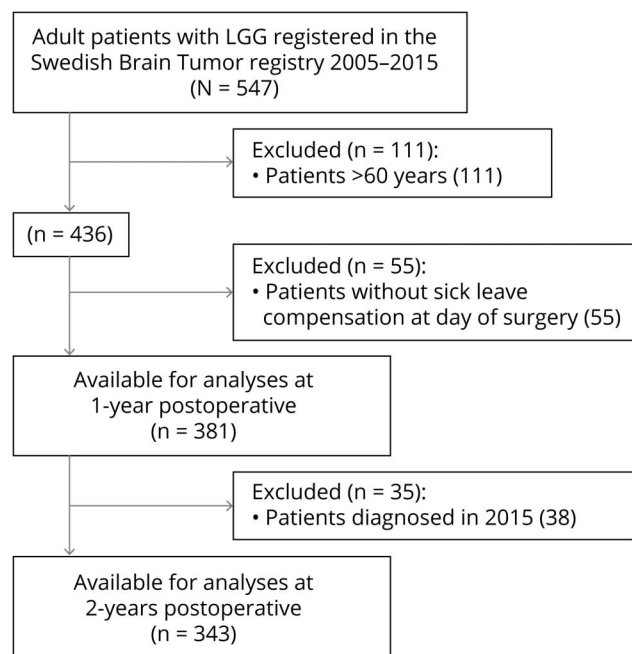 Adult patients with LGG registered in the
Swedish Brain Tumor registry 2005–2015
(N = 547)
Excluded (n = 111):
• Patients >60 years (111)
(n = 436)
Excluded (n = 55):
• Patients without sick leave
compensation at day of surgery (55)
Available for analyses at
1-year postoperative
(n = 381)
Excluded (n = 35):
• Patients diagnosed in 2015 (38)
Available for analyses at
2-years postoperative
(n = 343)